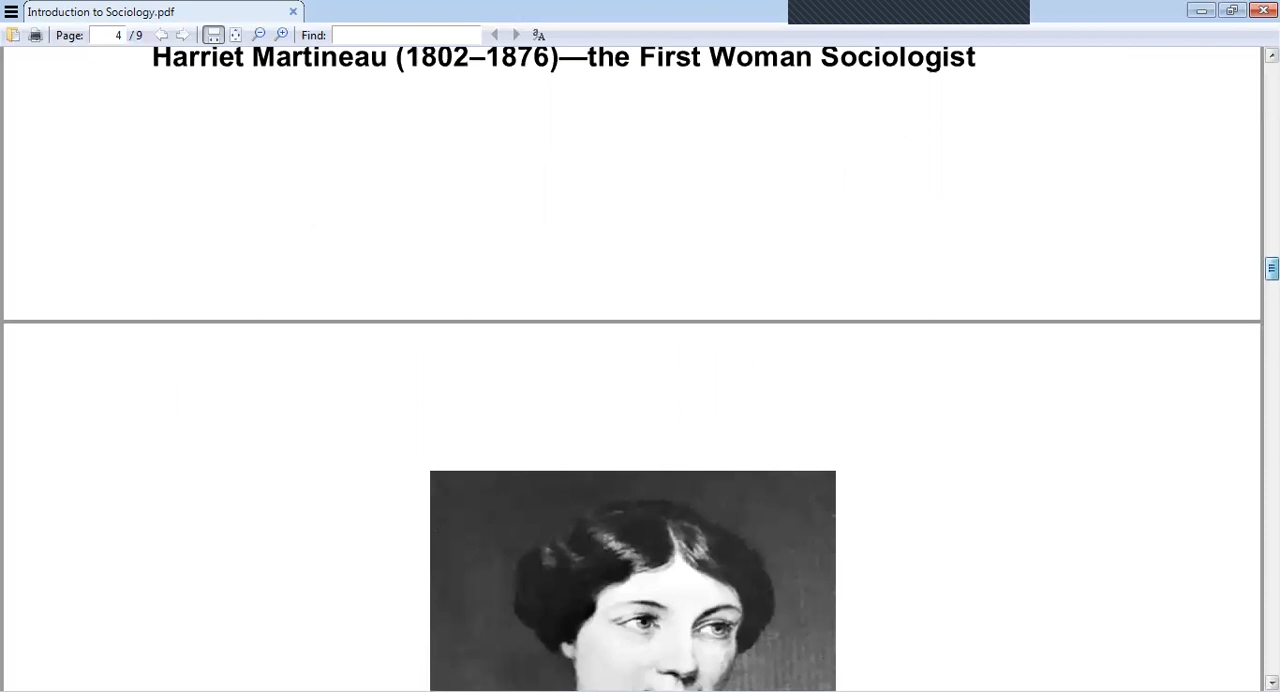 Introduction to Sociology.pdf
Page: 4 / 9 Find:
Harriet Martineau (1802–1876)—the First Woman Sociologist